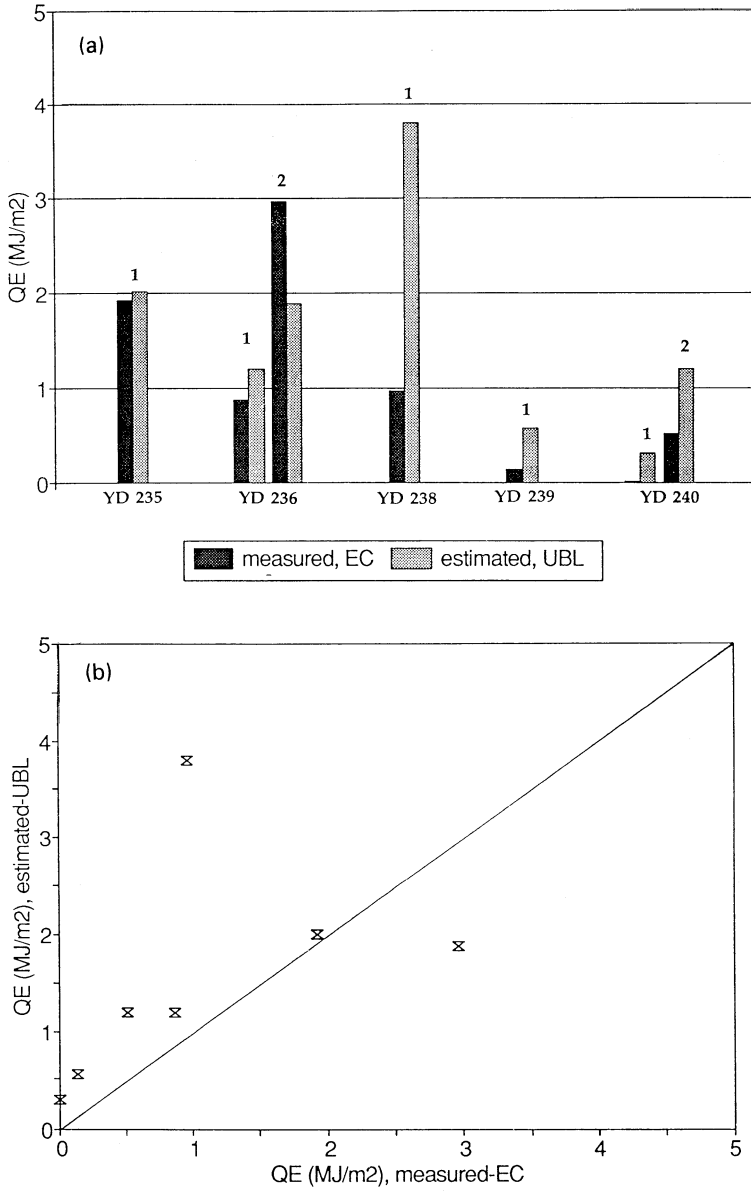 (a)
5
4
3
2
1
0
QE (MJ/m2)
1
1
2
1
1
1
2
YD 235 YD 236 YD 238 YD 239 YD 240
measured, EC estimated, UBL
(b)
5
4
3
2
1
0
QE (MJ/m2), estimated-UBL
0 1 2 3 4 5
QE (MJ/m2), measured-EC